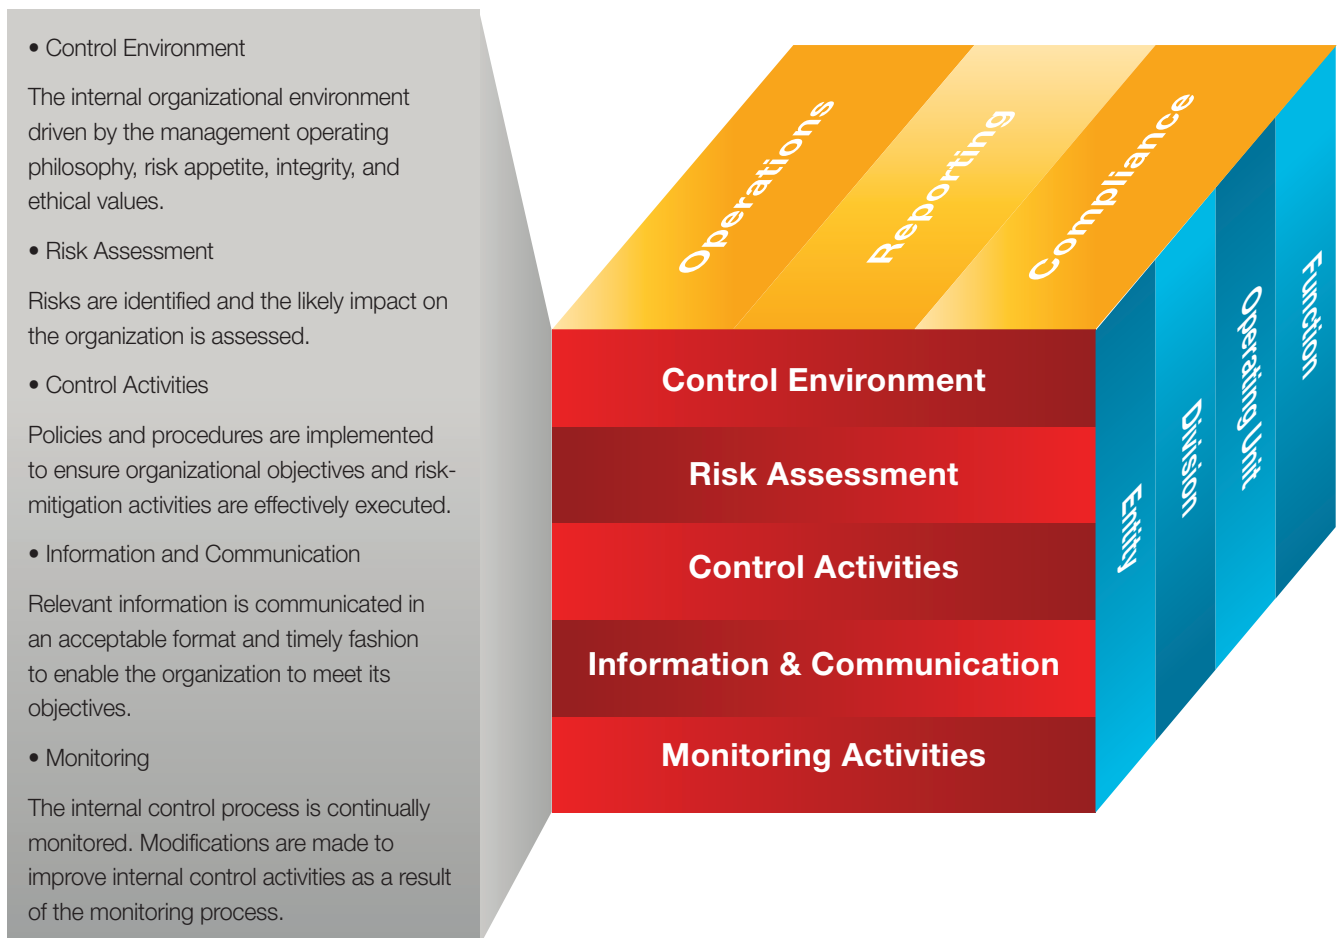 • Control Environment
The internal organizational environment
driven by the management operating
philosophy, risk appetite, integrity, and
ethical values.
• Risk Assessment
Risks are identified and the likely impact on
the organization is assessed.
• Control Activities
Policies and procedures are implemented
to ensure organizational objectives and risk-
mitigation activities are effectively executed.
• Information and Communication
Relevant information is communicated in
an acceptable format and timely fashion
to enable the organization to meet its
objectives.
• Monitoring
The internal control process is continually
monitored. Modifications are made to
improve internal control activities as a result
of the monitoring process.
Operations
Reporting
Compliance
Control Environment
Risk Assessment
Control Activities
Information & Communication
Monitoring Activities
Entity
Division
Operating Unit
Function